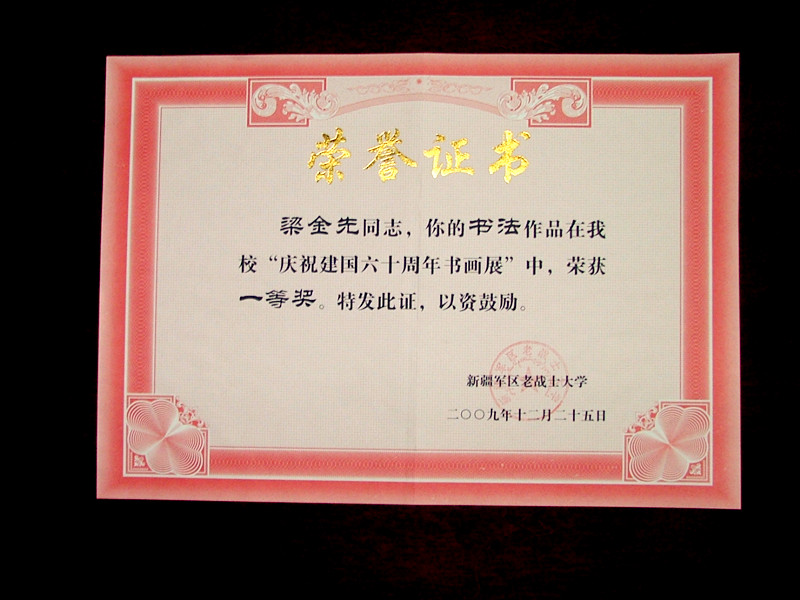 荣誉证书
梁金先同志，你的书法作品在我
校“庆祝建国六十周年书画展”中，荣获
一等奖。特发此证，以资鼓励。
新疆军区老战士大学
二〇〇九年十二月二十五日